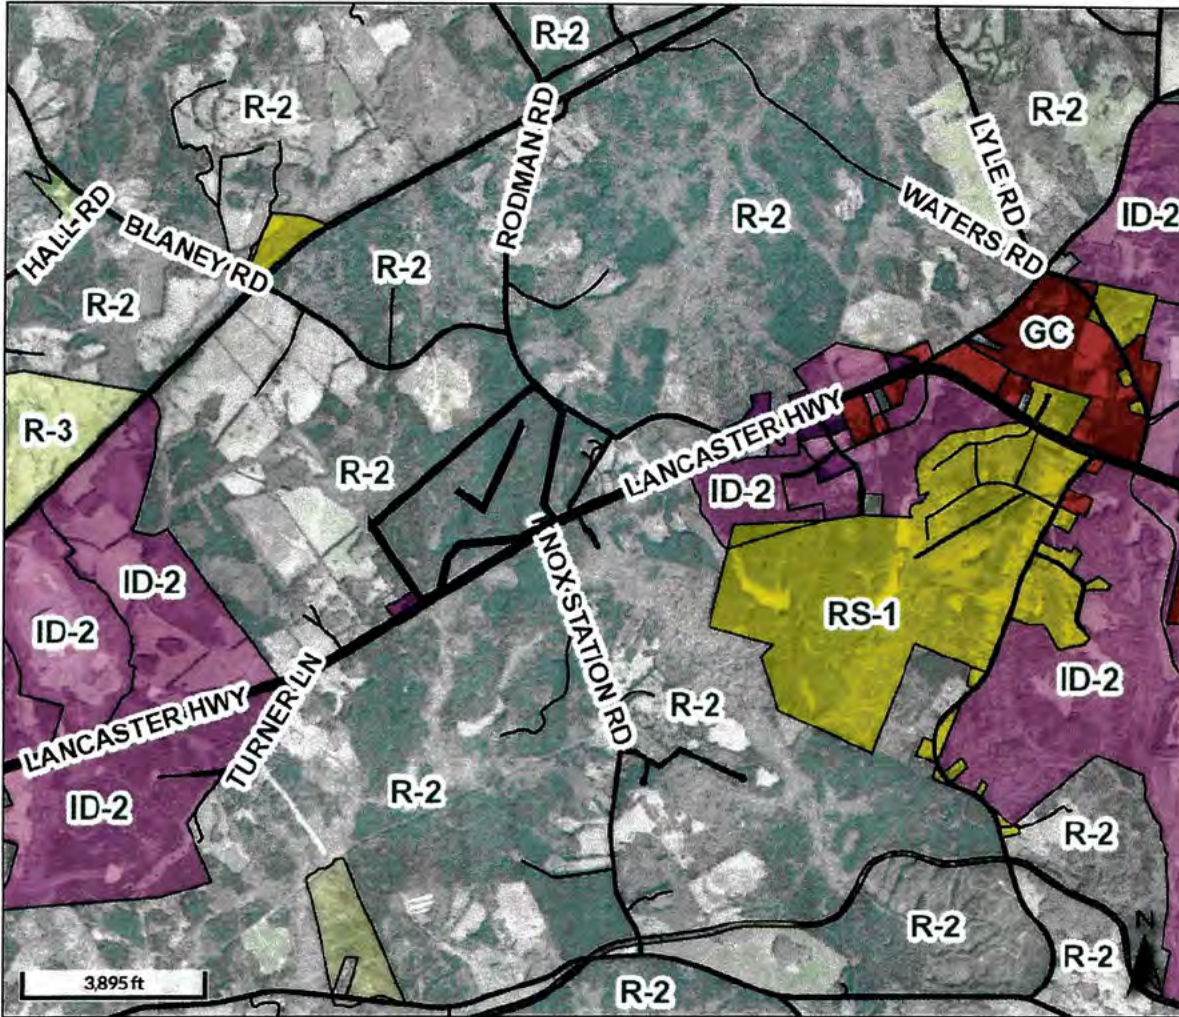 R-2
R-2
R-2
RODMAN RD
LYLE RD
WATERS RD
ID-2
HALL RD
BLANEY RD
R-2
R-2
R-2
GC
R-3
R-2
LANCASTER HWY
ID-2
NOX STATION RD
ID-2
ID-2
RS-1
ID-2
LANCASTER HWY
TURNER LN
R-2
R-2
ID-2
R-2
R-2
R-2
R-2
N
3,895 ft